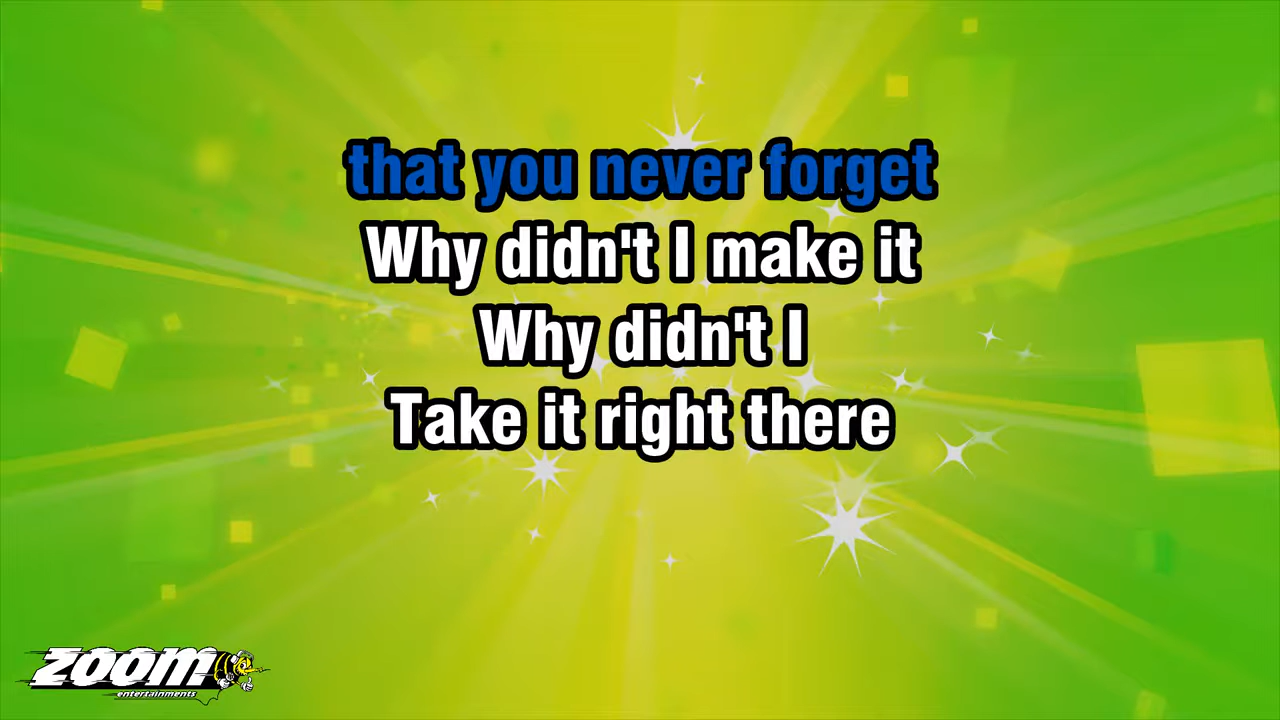 that you never forget
Why didn't I make it
Why didn't I
Take it right there
ZOOM
entertainments